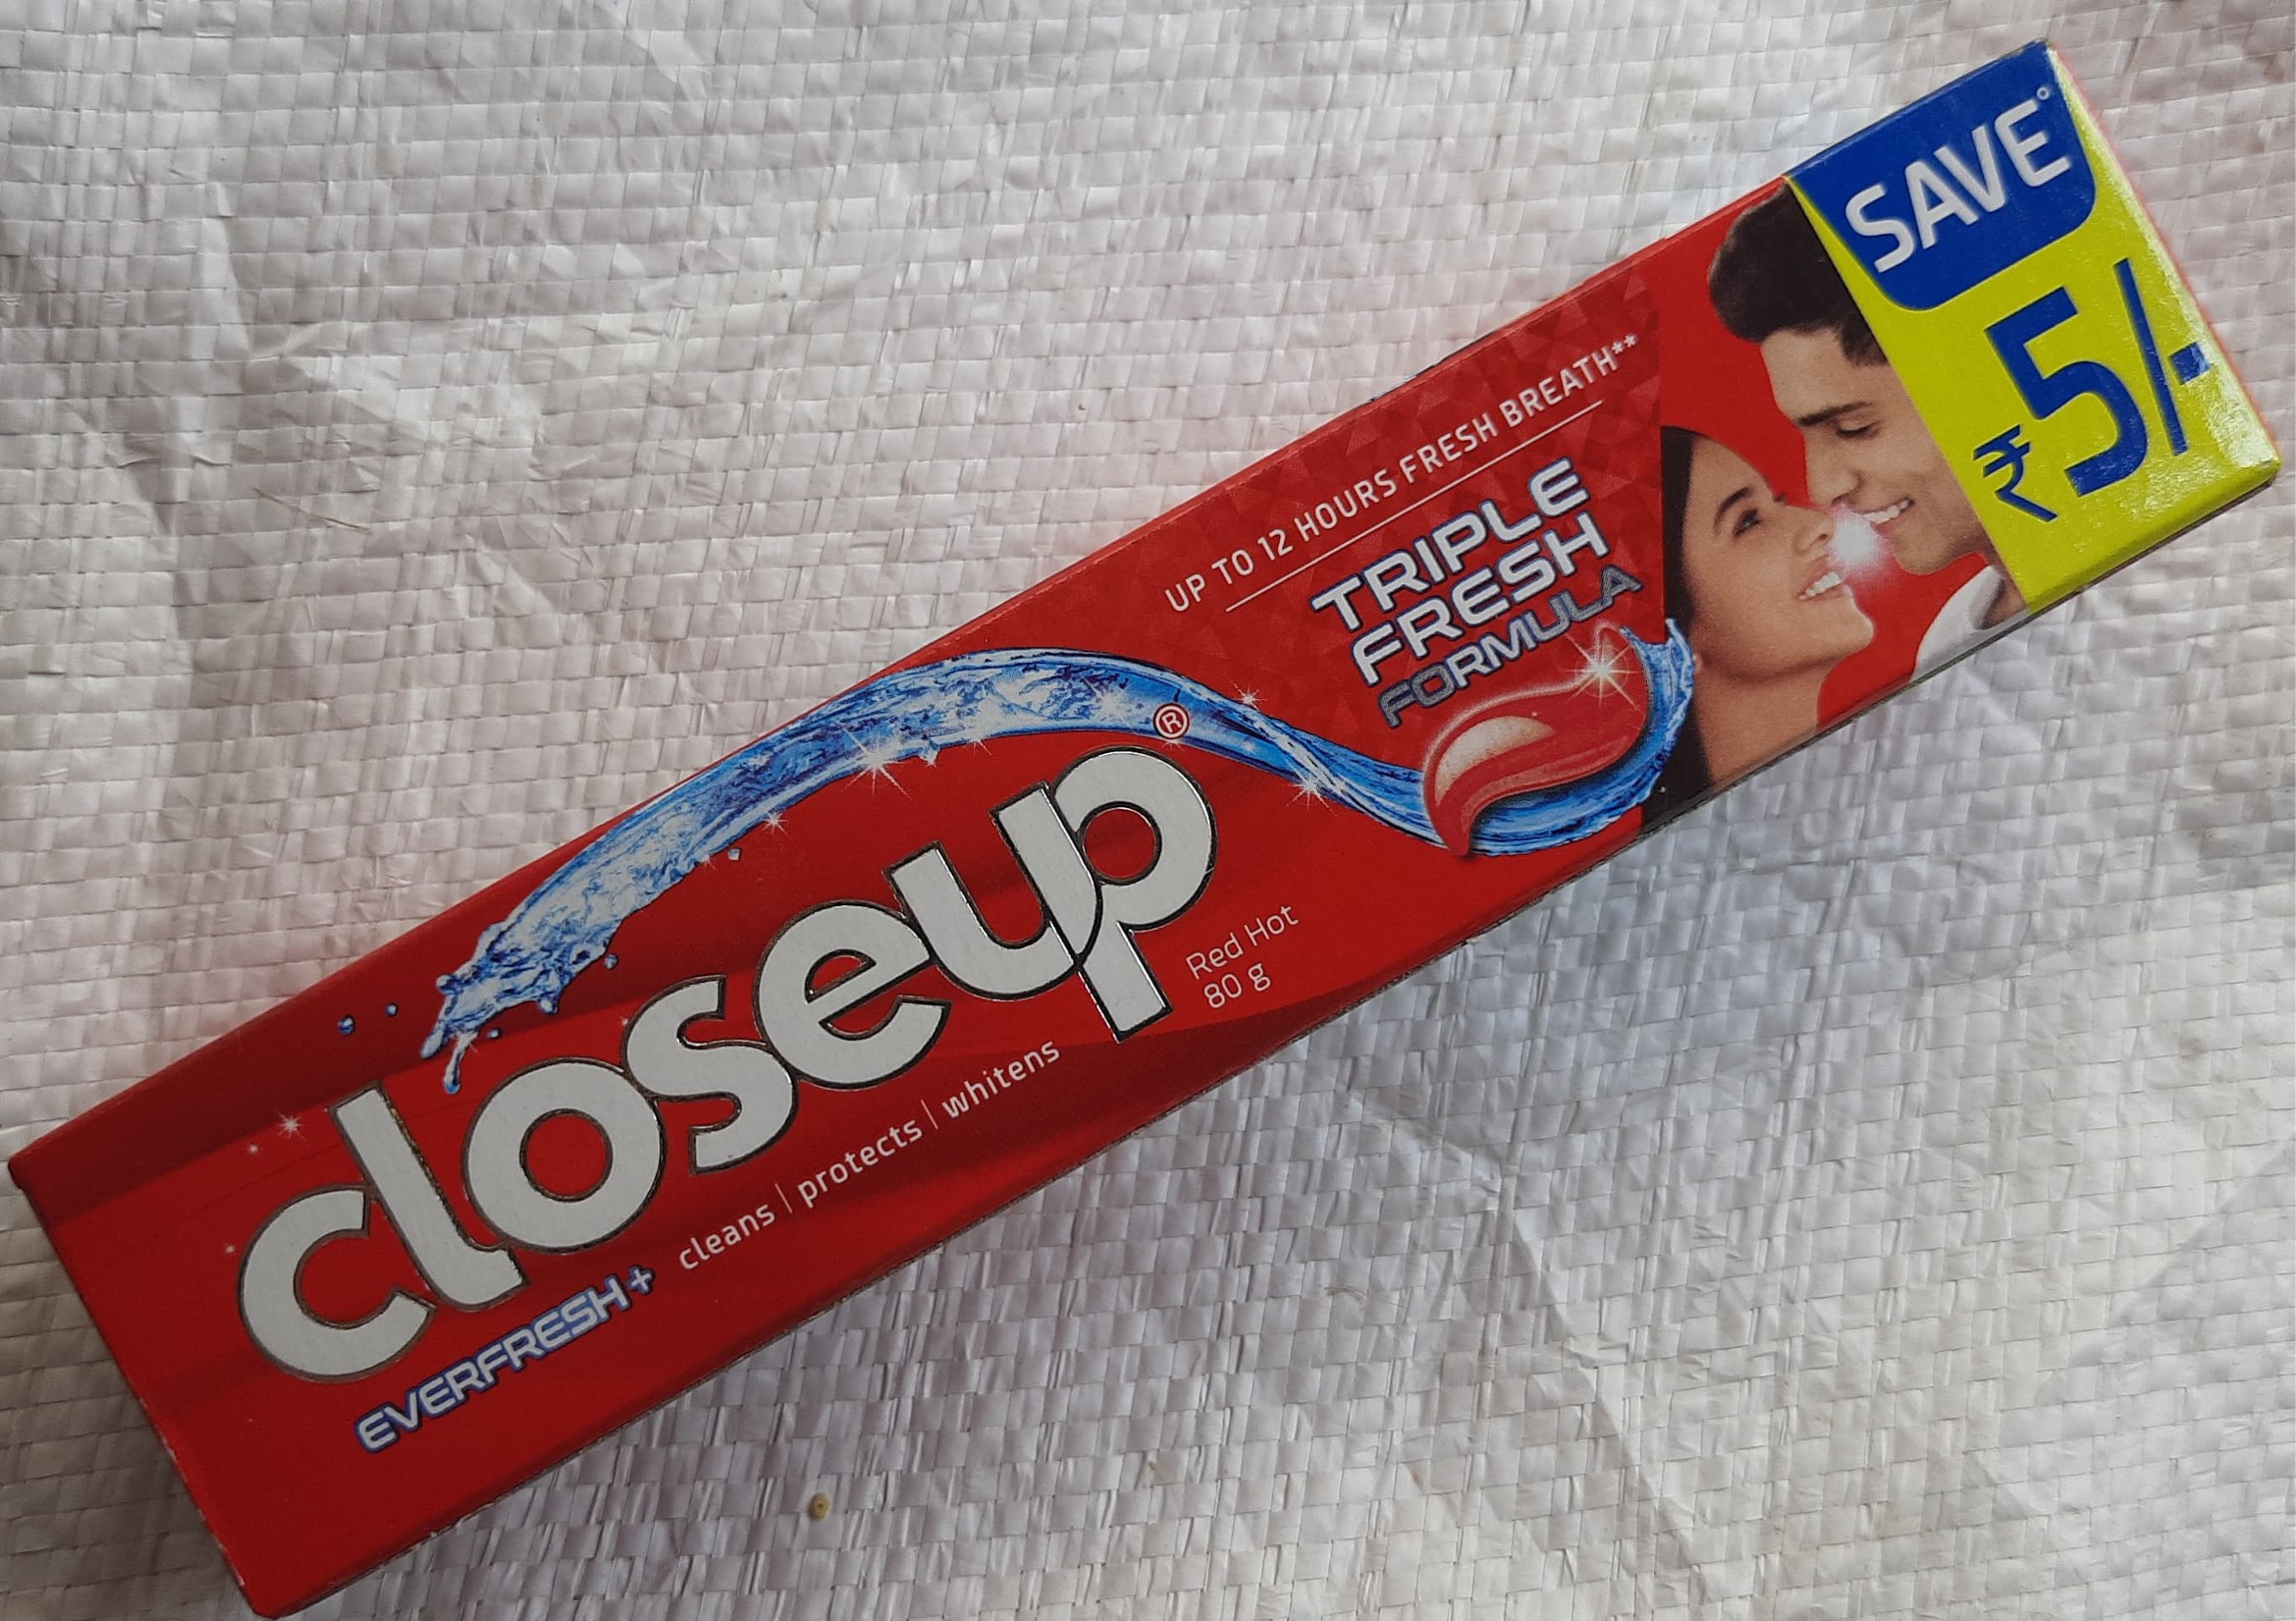 closeup®
EVERFRESH+ cleans | protects | whitens
Red Hot
80 g
UP TO 12 HOURS FRESH BREATH**
TRIPLE
FRESH
FORMULA
SAVE°
₹5/-